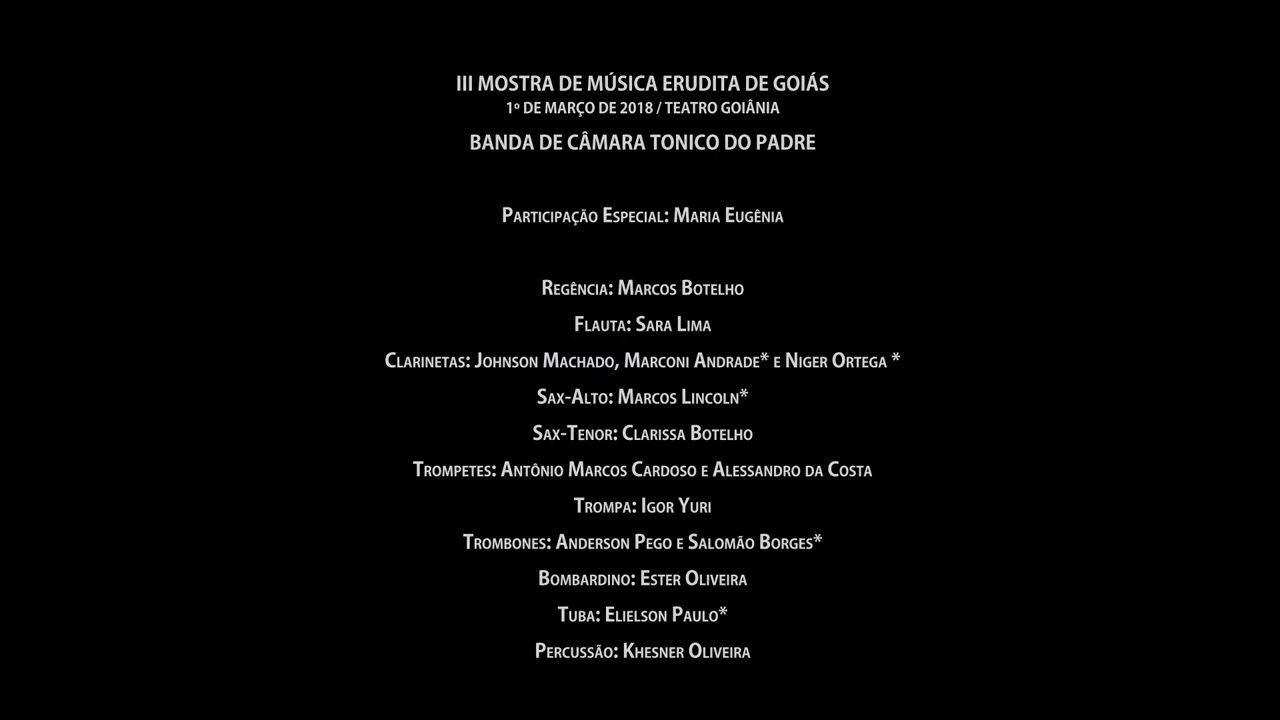 III MOSTRA DE MÚSICA ERUDITA DE GOIÁS
1º DE MARÇO DE 2018 / TEATRO GOIÂNIA
BANDA DE CÂMARA TONICO DO PADRE
Participação Especial: Maria Eugênia
Regência: Marcos Botelho
Flauta: Sara Lima
Clarinetas: Johnson Machado, Marconi Andrade* e Niger Ortega *
Sax-Alto: Marcos Lincoln*
Sax-Tenor: Clarissa Botelho
Trompetes: Antônio Marcos Cardoso e Alessandro da Costa
Trompa: Igor Yuri
Trombones: Anderson Pego e Salomão Borges*
Bombardino: Ester Oliveira
Tuba: Elielson Paulo*
Percussão: Khesner Oliveira